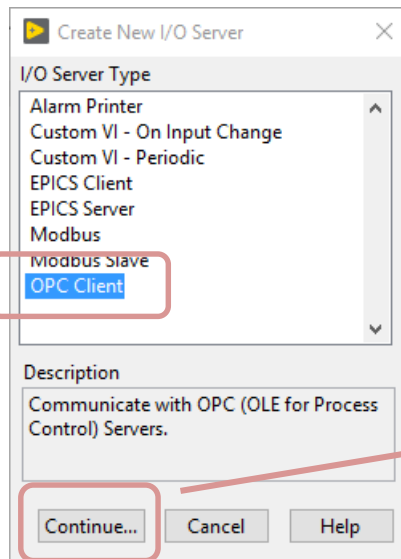 Create New I/O Server
I/O Server Type
Alarm Printer
Custom VI - On Input Change
Custom VI - Periodic
EPICS Client
EPICS Server
Modbus
Modbus Slave
OPC Client
Description
Communicate with OPC (OLE for Process
Control) Servers.
Continue... Cancel Help